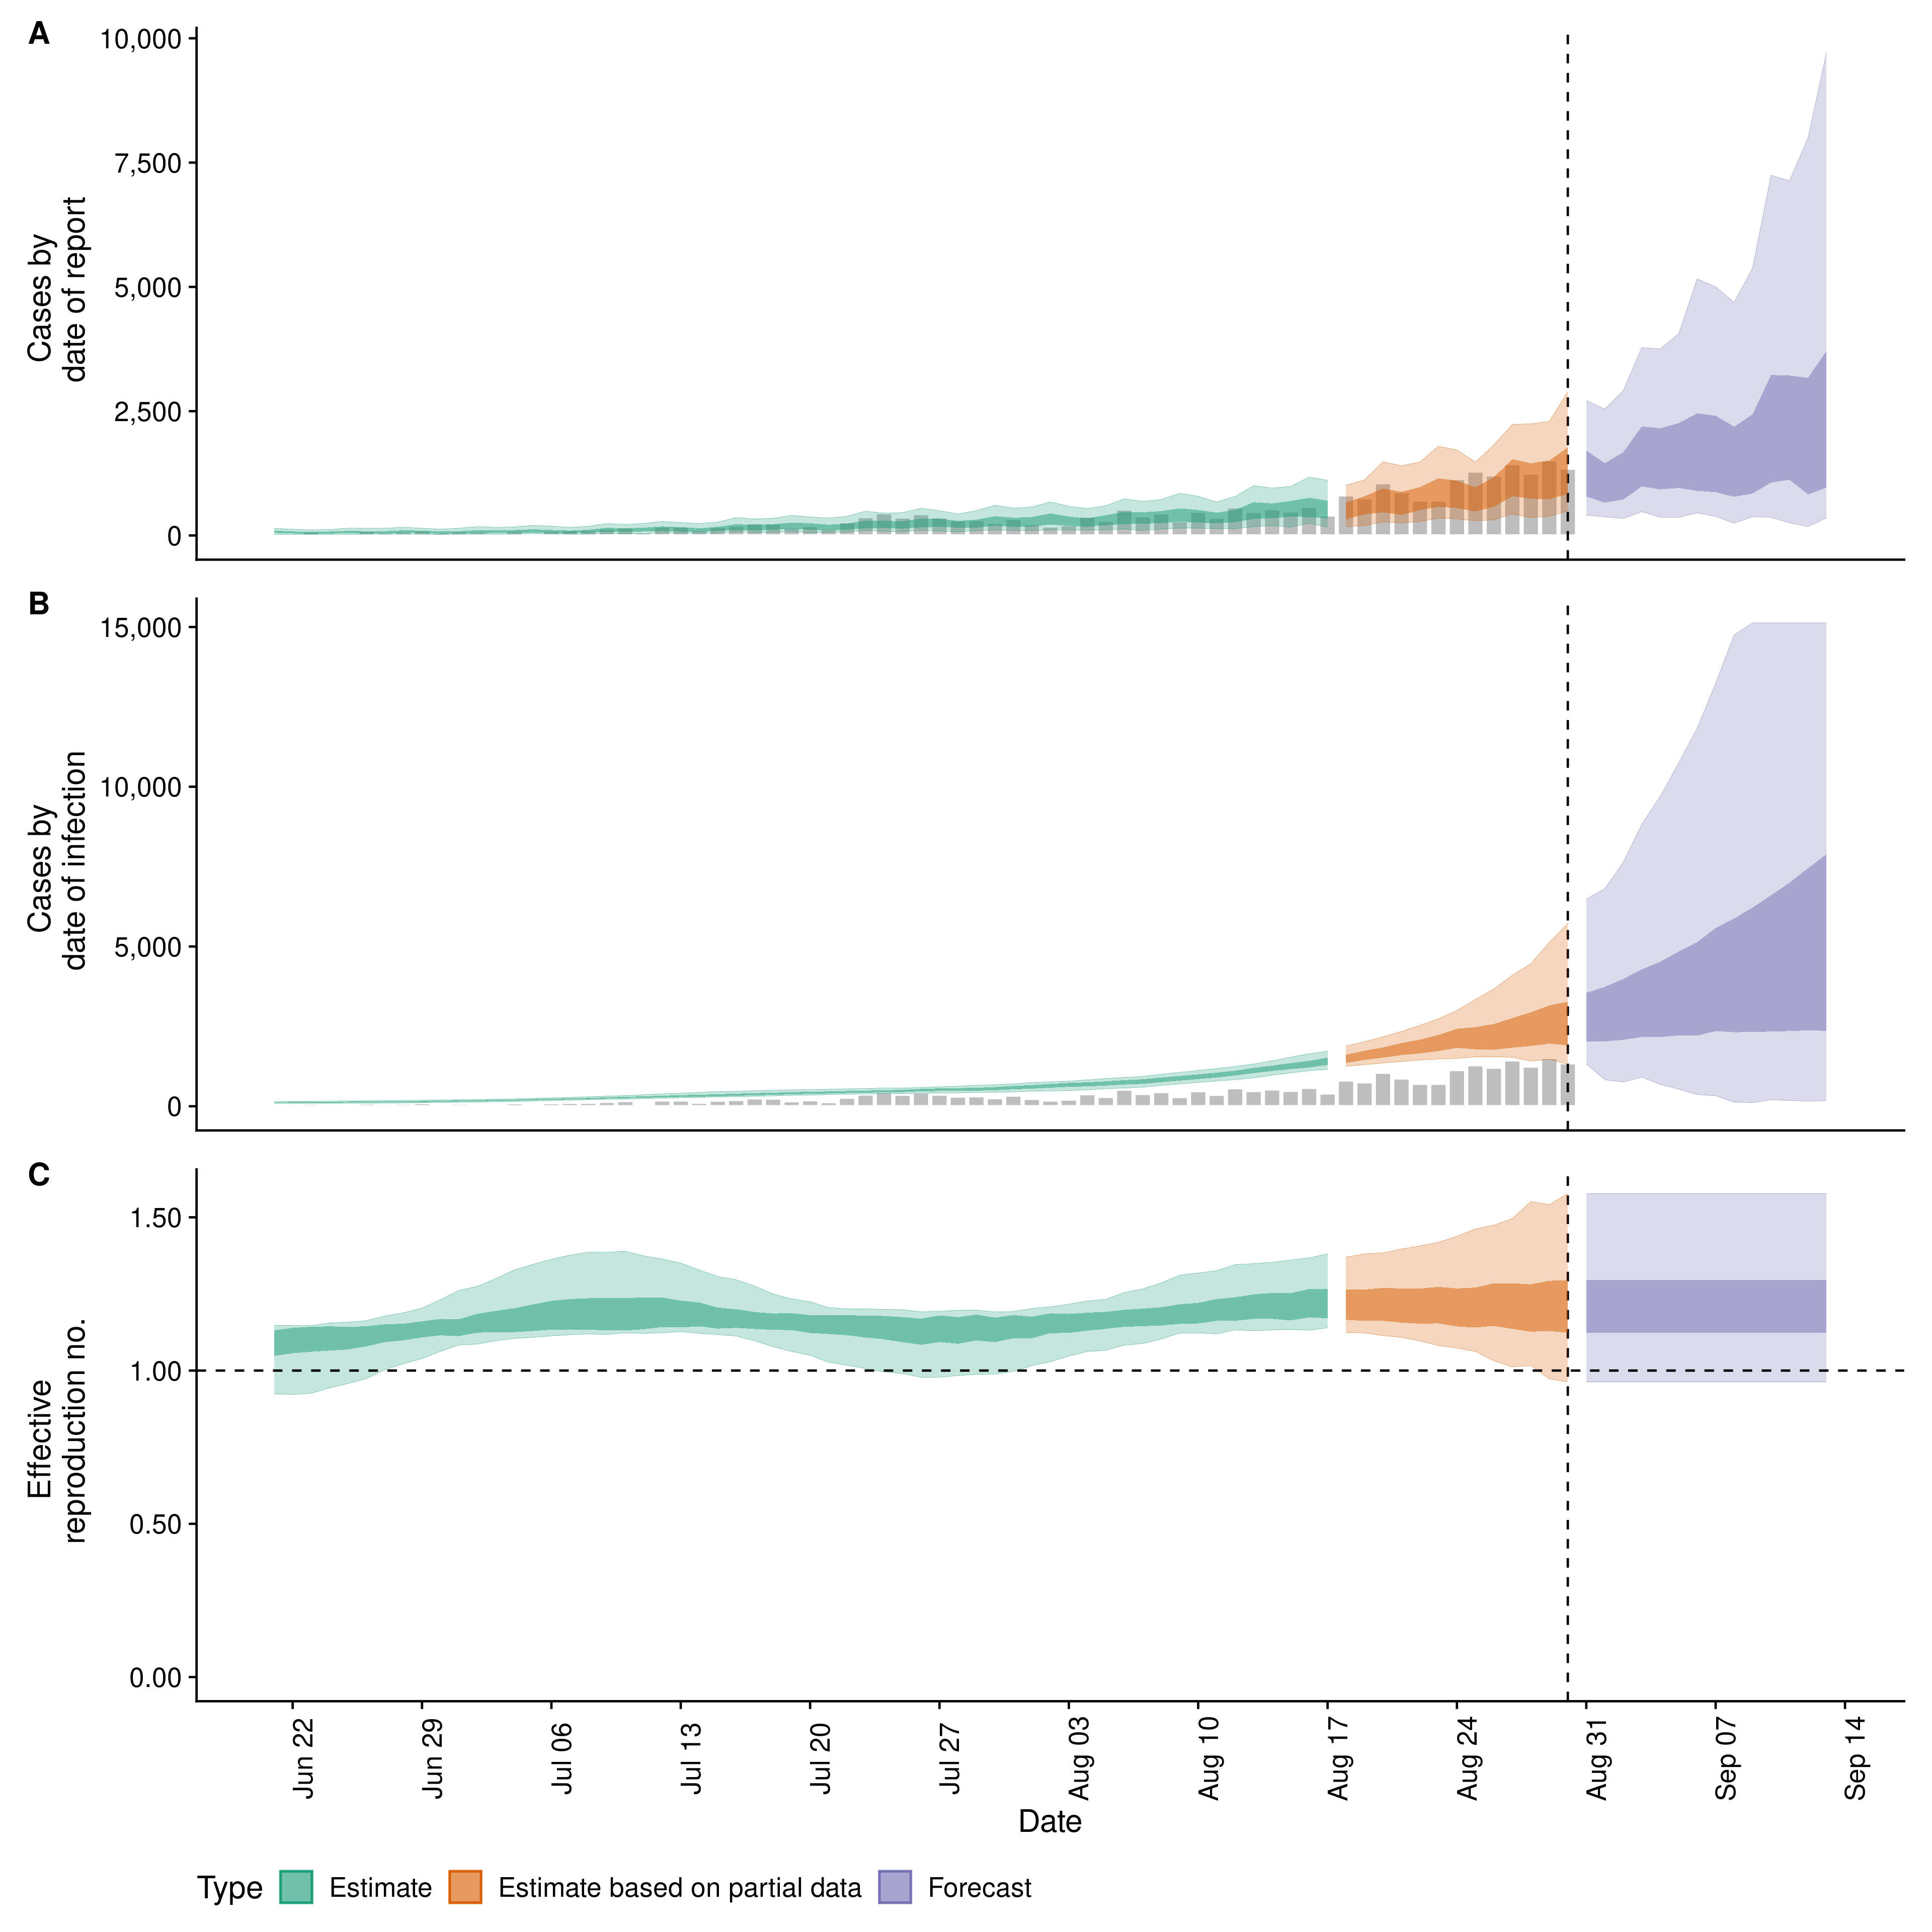 A
10,000
7,500
5,000
2,500
0
Cases by
date of report
B
15,000
10,000
5,000
0
Cases by
date of infection
C
1.50
1.00
0.50
0.00
Effective
reproduction no.
Jun 22
Jun 29
Jul 06
Jul 13
Jul 20
Jul 27
Aug 03
Aug 10
Aug 17
Aug 24
Aug 31
Sep 07
Sep 14
Date
Type Estimate Estimate based on partial data Forecast